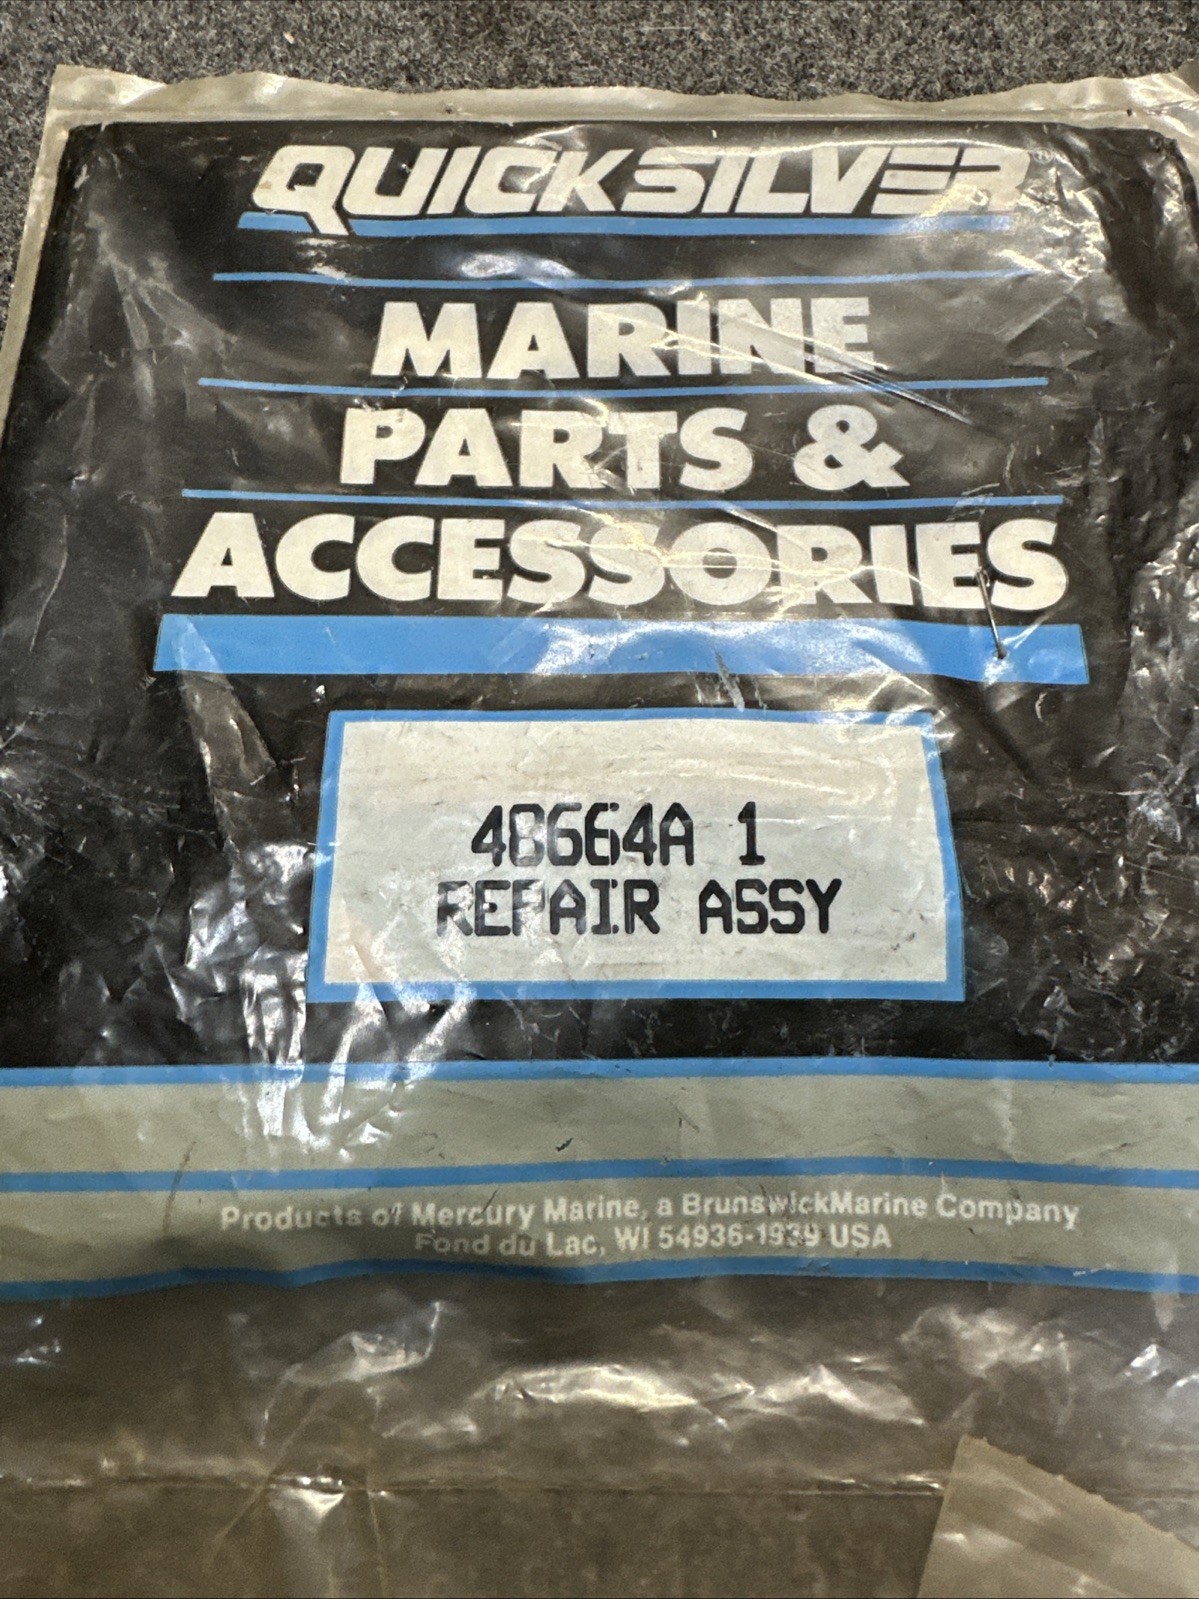 QUICKSILVER
MARINE
PARTS &
ACCESSORIES
48664A 1
REPAIR ASSY
Products of Mercury Marine, a BrunswickMarine Company
Fond du Lac, WI 54936-1939 USA